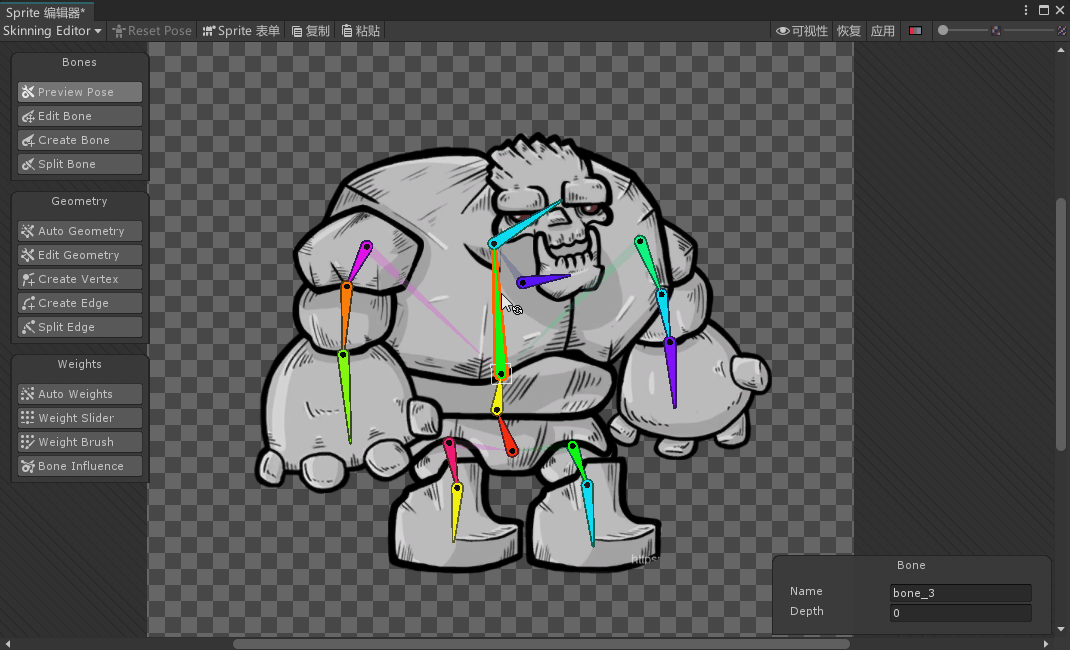 Sprite 编辑器*
Skinning Editor
Reset Pose
Sprite 表单
复制
粘贴
可视性
恢复
应用
Bones
Preview Pose
Edit Bone
Create Bone
Split Bone
Geometry
Auto Geometry
Edit Geometry
Create Vertex
Create Edge
Split Edge
Weights
Auto Weights
Weight Slider
Weight Brush
Bone Influence
https
Bone
Name bone_3
Depth 0